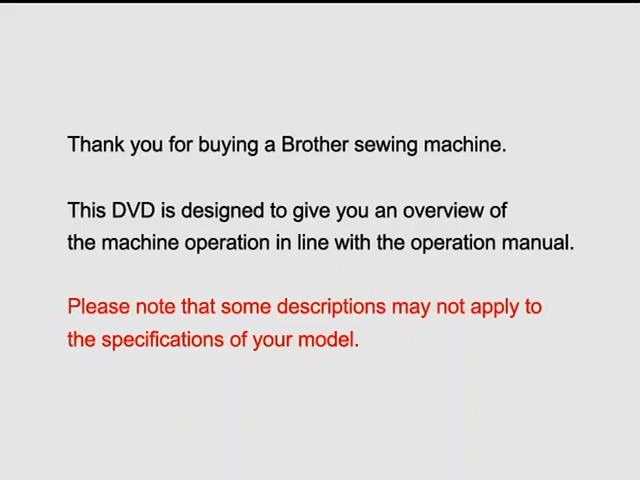 Thank you for buying a Brother sewing machine.
This DVD is designed to give you an overview of
the machine operation in line with the operation manual.
Please note that some descriptions may not apply to
the specifications of your model.